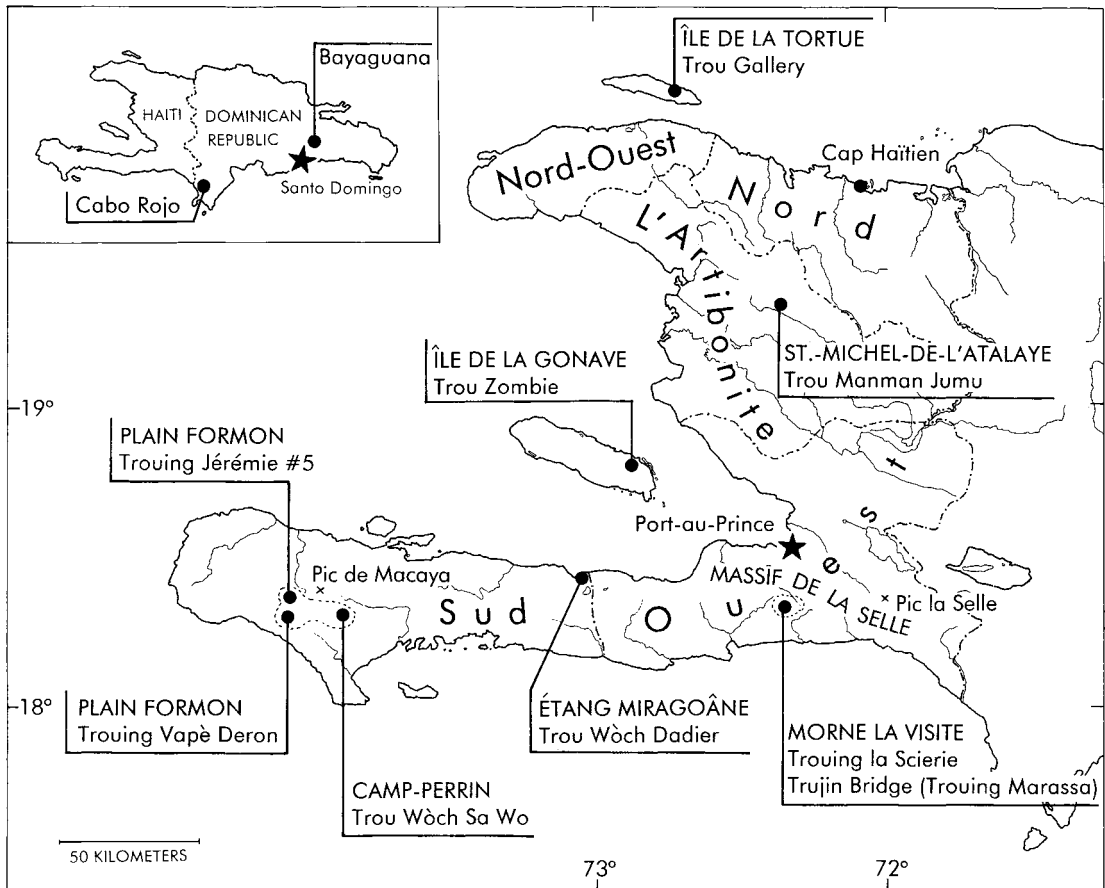 Bayaguana
HAITI
DOMINICAN
REPUBLIC
Santo Domingo
Cabo Rojo
ÎLE DE LA TORTUE
Trou Gallery
Nord-Ouest
Nord
Cap Haïtien
L'Artibonite
ST.-MICHEL-DE-L'ATALAYE
Trou Manman Jumu
ÎLE DE LA GONAVE
Trou Zombie
19°
PLAIN FORMON
Trouing Jérémie #5
Port-au-Prince
Pic de Macaya
MASSIF DE LA SELLE
Pic la Selle
Sud
Ouest
18°
PLAIN FORMON
Trouing Vapè Deron
ÉTANG MIRAGOÂNE
Trou Wòch Dadier
MORNE LA VISITE
Trouing la Scierie
Trujin Bridge (Trouing Marassa)
CAMP-PERRIN
Trou Wòch Sa Wo
50 KILOMETERS
73°
72°